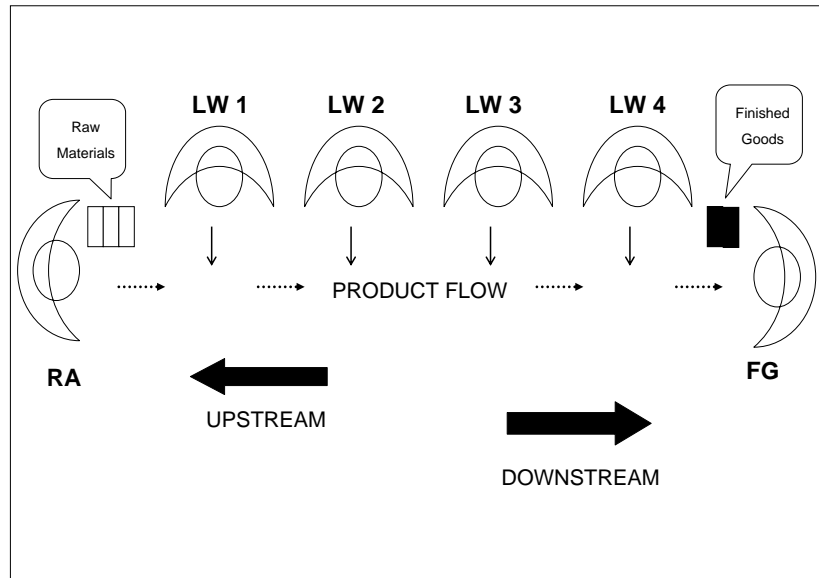 LW 1
LW 2
LW 3
LW 4
Raw
Materials
Finished
Goods
PRODUCT FLOW
RA
FG
UPSTREAM
DOWNSTREAM